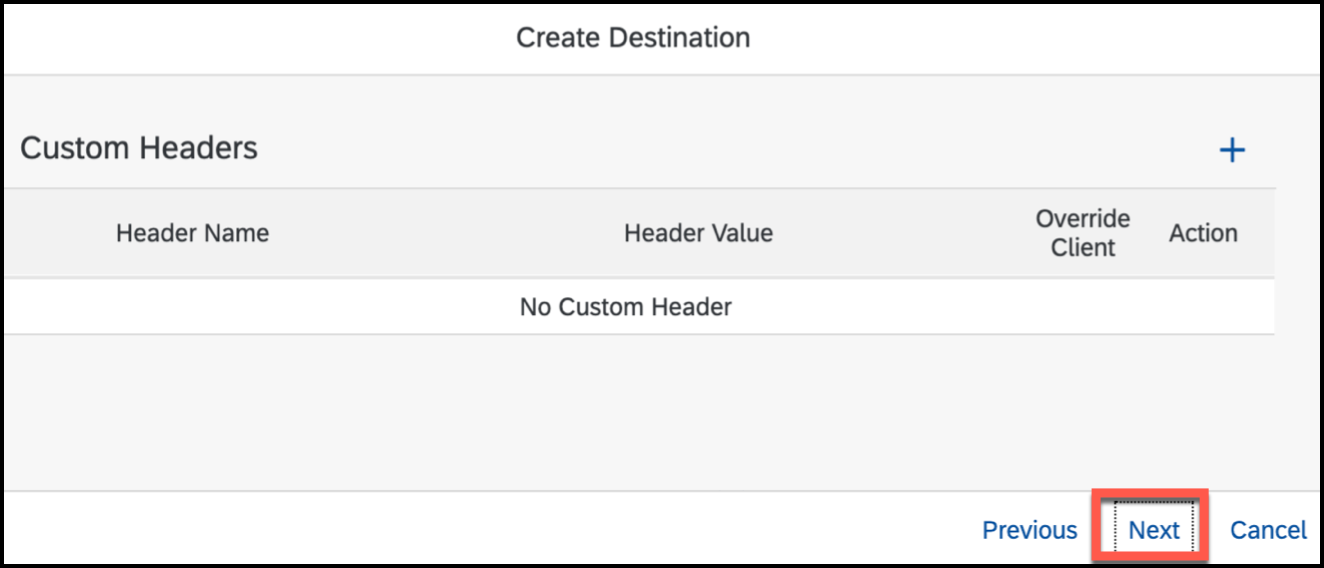 Create Destination
Custom Headers
+
Header Name Header Value Override Client Action
No Custom Header
Previous Next Cancel